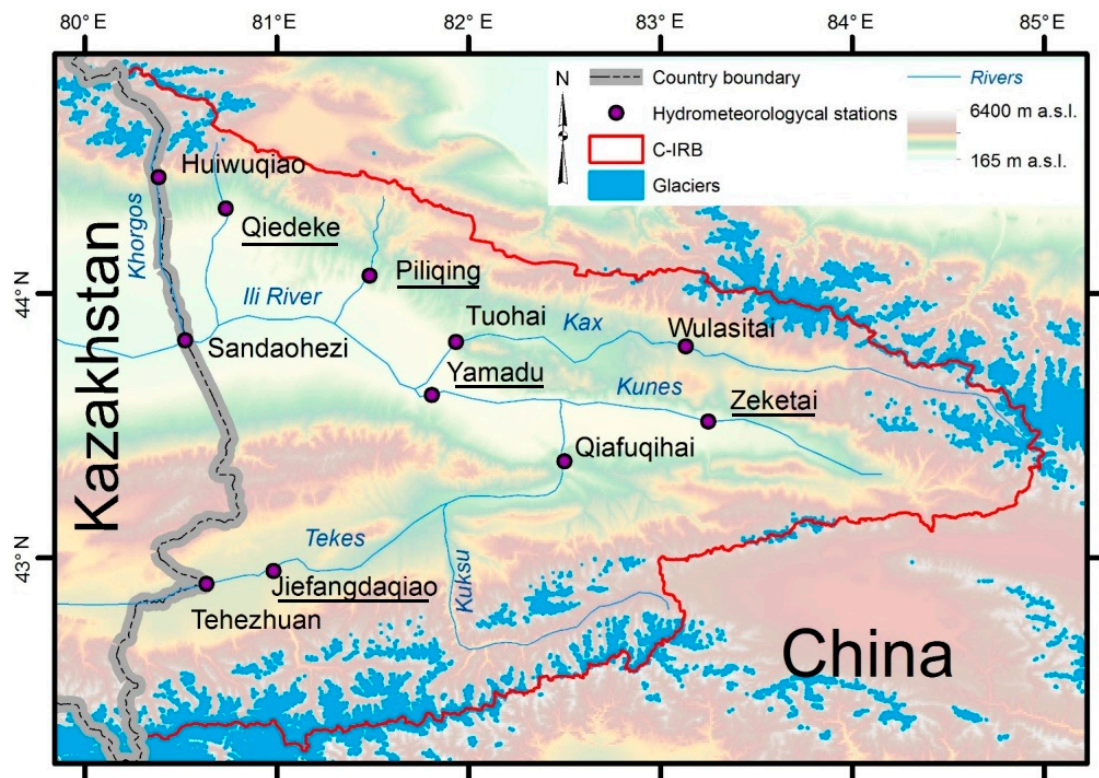 80° E
81° E
82° E
83° E
84° E
85° E
N
Country boundary
Hydrometeorologycal stations
C-IRB
Glaciers
Rivers
6400 m a.s.l.
165 m a.s.l.
Huiwuqiao
Khorgos
Qiedeke
Kazakhstan
Piliqing
44° N
Ili River
Tuohai
Kax
Wulasitai
Sandaohezi
Yamadu
Kunes
Zeketai
Qiafuqihai
43° N
Tekes
Jiefangdaqiao
Kuksu
Tehezhuan
China